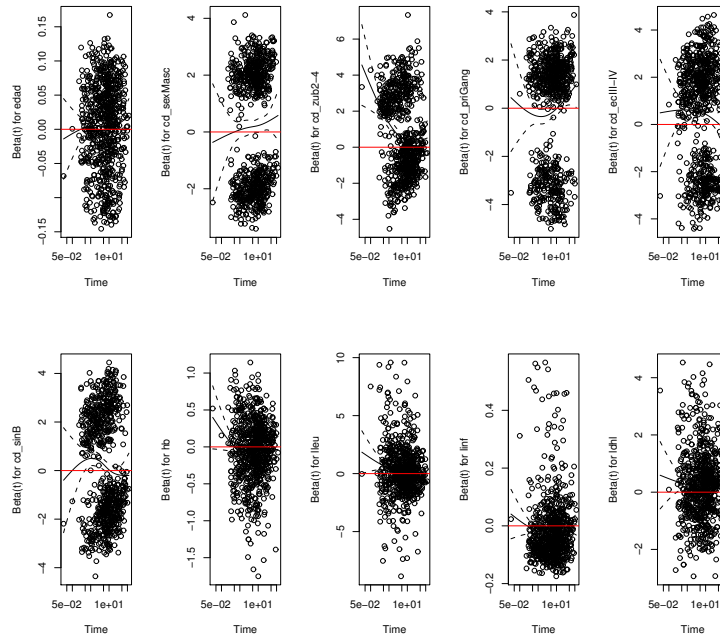 Beta(t) for edad
0.15
0.10
0.05
0.00
−0.05
−0.15
5e−02 1e+01
Time
Beta(t) for cd_sexMasc
4
2
0
−2
5e−02 1e+01
Time
Beta(t) for cd_zub2−4
6
4
2
0
−2
−4
5e−02 1e+01
Time
Beta(t) for cd_priGang
4
2
0
−2
−4
5e−02 1e+01
Time
Beta(t) for cd_ecIII−IV
4
2
0
−2
−4
5e−02 1e+01
Time
Beta(t) for cd_sinB
4
2
0
−2
−4
5e−02 1e+01
Time
Beta(t) for hb
1.0
0.5
0.0
−0.5
−1.0
−1.5
5e−02 1e+01
Time
Beta(t) for lleu
10
5
0
−5
5e−02 1e+01
Time
Beta(t) for linf
0.4
0.2
0.0
−0.2
5e−02 1e+01
Time
Beta(t) for ldhl
4
2
0
−2
5e−02 1e+01
Time